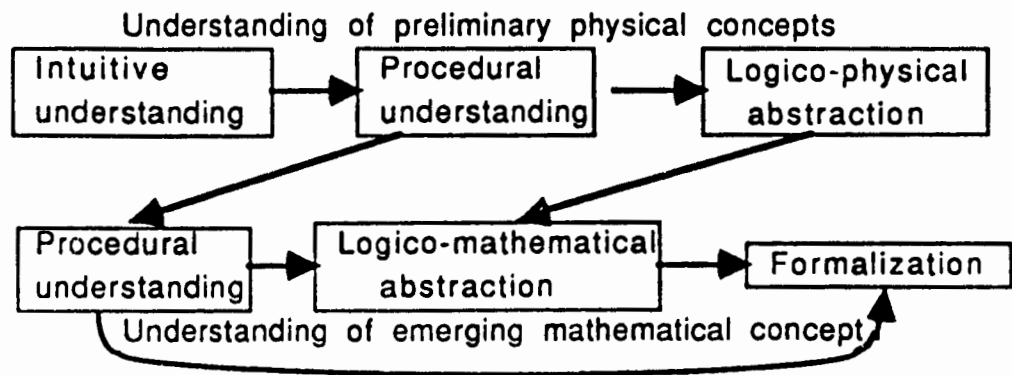 Understanding of preliminary physical concepts
Intuitive
understanding
Procedural
understanding
Logico-physical
abstraction
Procedural
understanding
Logico-mathematical
abstraction
Formalization
Understanding of emerging mathematical concept